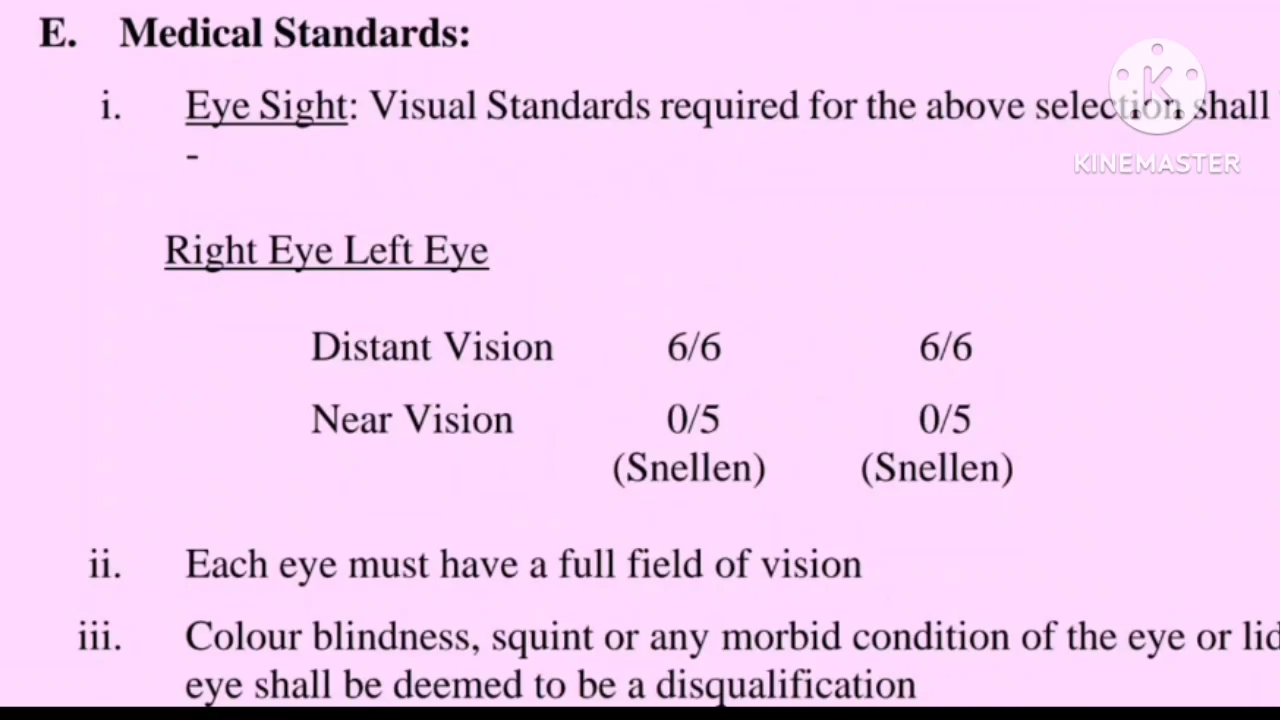 E. Medical Standards:
i. Eye Sight: Visual Standards required for the above selection shall
-
K
KINEMASTER
Right Eye Left Eye
Distant Vision 6/6 6/6
Near Vision 0/5 0/5
(Snellen) (Snellen)
ii. Each eye must have a full field of vision
iii. Colour blindness, squint or any morbid condition of the eye or lid
eye shall be deemed to be a disqualification